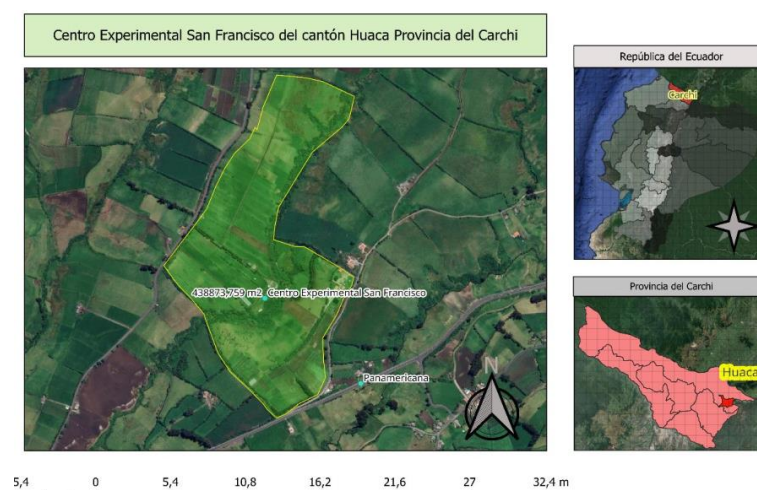 Centro Experimental San Francisco del cantón Huaca Provincia del Carchi
438873,759 m2 Centro Experimental San Francisco
Panamericana
N
República del Ecuador
Carchi
Provincia del Carchi
Huaca
5,4 0 5,4 10,8 16,2 21,6 27 32,4 m